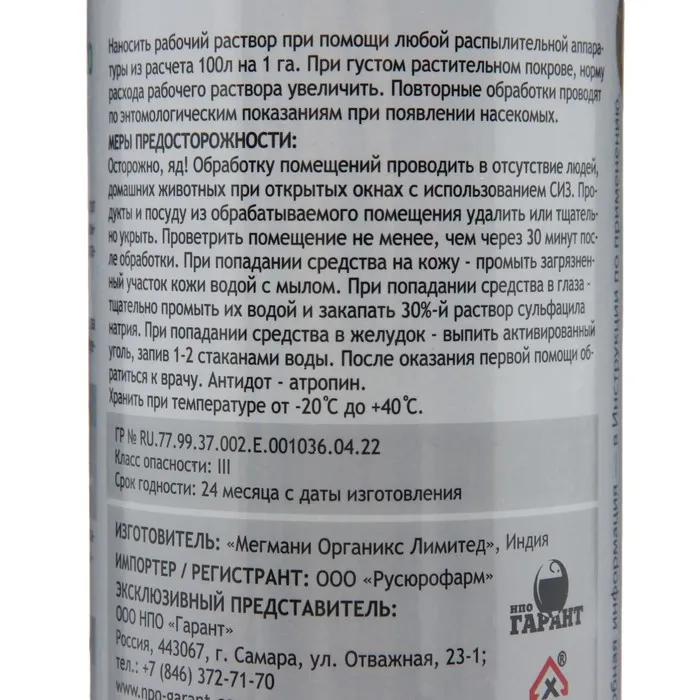 Наносить рабочий раствор при помощи любой распылительной аппара-
туры из расчета 100л на 1 га. При густом растительном покрове, норму
расхода рабочего раствора увеличить. Повторные обработки проводят
по энтомологическим показаниям при появлении насекомых.
МЕРЫ ПРЕДОСТОРОЖНОСТИ:
Осторожно, яд! Обработку помещений проводить в отсутствие людей,
домашних животных при открытых окнах с использованием СИЗ. Про-
дукты и посуду из обрабатываемого помещения удалить или тщатель-
но укрыть. Проветрить помещение не менее, чем через 30 минут пос-
ле обработки. При попадании средства на кожу - промыть загрязнен-
ный участок кожи водой с мылом. При попадании средства в глаза -
тщательно промыть их водой и закапать 30%-й раствор сульфацила
натрия. При попадании средства в желудок - выпить активированный
уголь, запив 1-2 стаканами воды. После оказания первой помощи об-
ратиться к врачу. Антидот - атропин.
Хранить при температуре от -20°C до +40°C.
ГР № RU.77.99.37.002.E.001036.04.22
Класс опасности: III
Срок годности: 24 месяца с даты изготовления
ИЗГОТОВИТЕЛЬ: «Мегмани Органикс Лимитед», Индия
ИМПОРТЕР / РЕГИСТРАНТ: ООО «Русюрофарм»
ЭКСКЛЮЗИВНЫЙ ПРЕДСТАВИТЕЛЬ:
ООО НПО «Гарант»
Россия, 443047, г. Самара, ул. Отважная, 23-1;
тел.: +7 (846) 372-71-70
www.npo-garant.
НПО
ГАРАНТ
®
информация — в Инструкции по применению